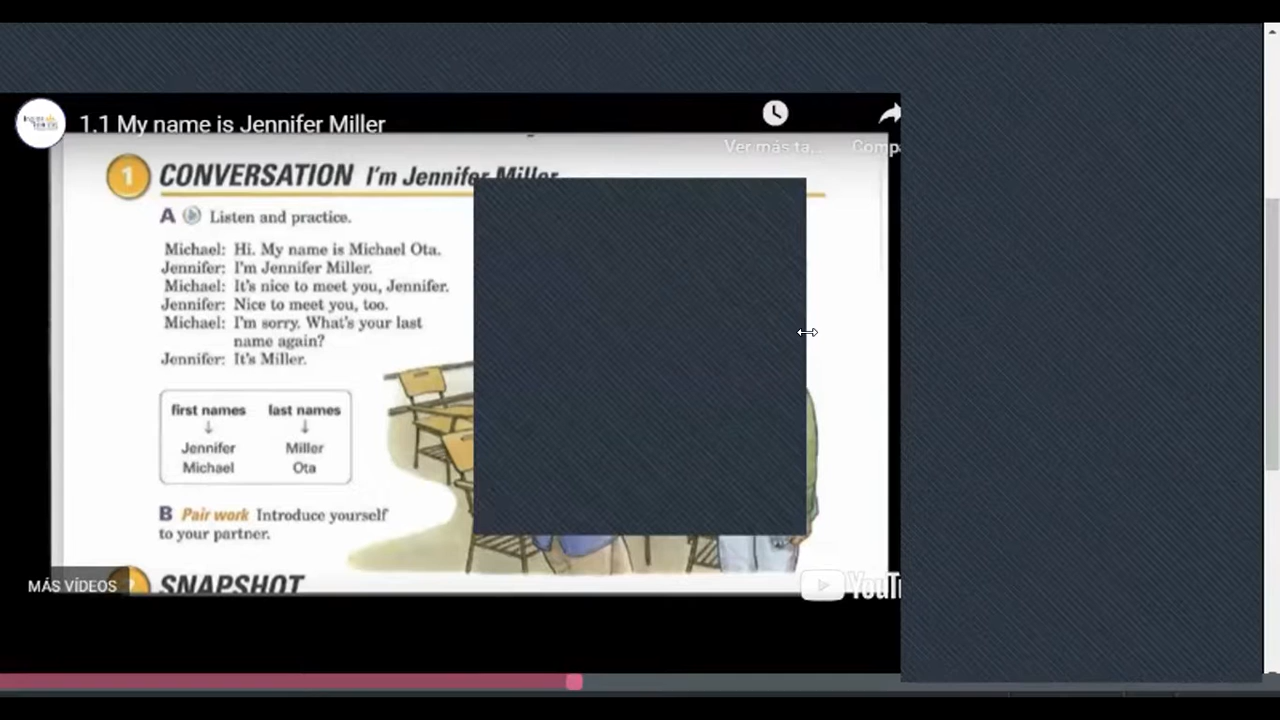 1.1 My name is Jennifer Miller
Ver más ta...
1 CONVERSATION I'm Jennifer Miller
A Listen and practice.
Michael: Hi. My name is Michael Ota.
Jennifer: I'm Jennifer Miller.
Michael: It's nice to meet you, Jennifer.
Jennifer: Nice to meet you, too.
Michael: I'm sorry. What's your last
name again?
Jennifer: It's Miller.
first names last names
↓ ↓
Jennifer Miller
Michael Ota
B Pair work Introduce yourself
to your partner.
MÁS VÍDEOS
SNAPSHOT